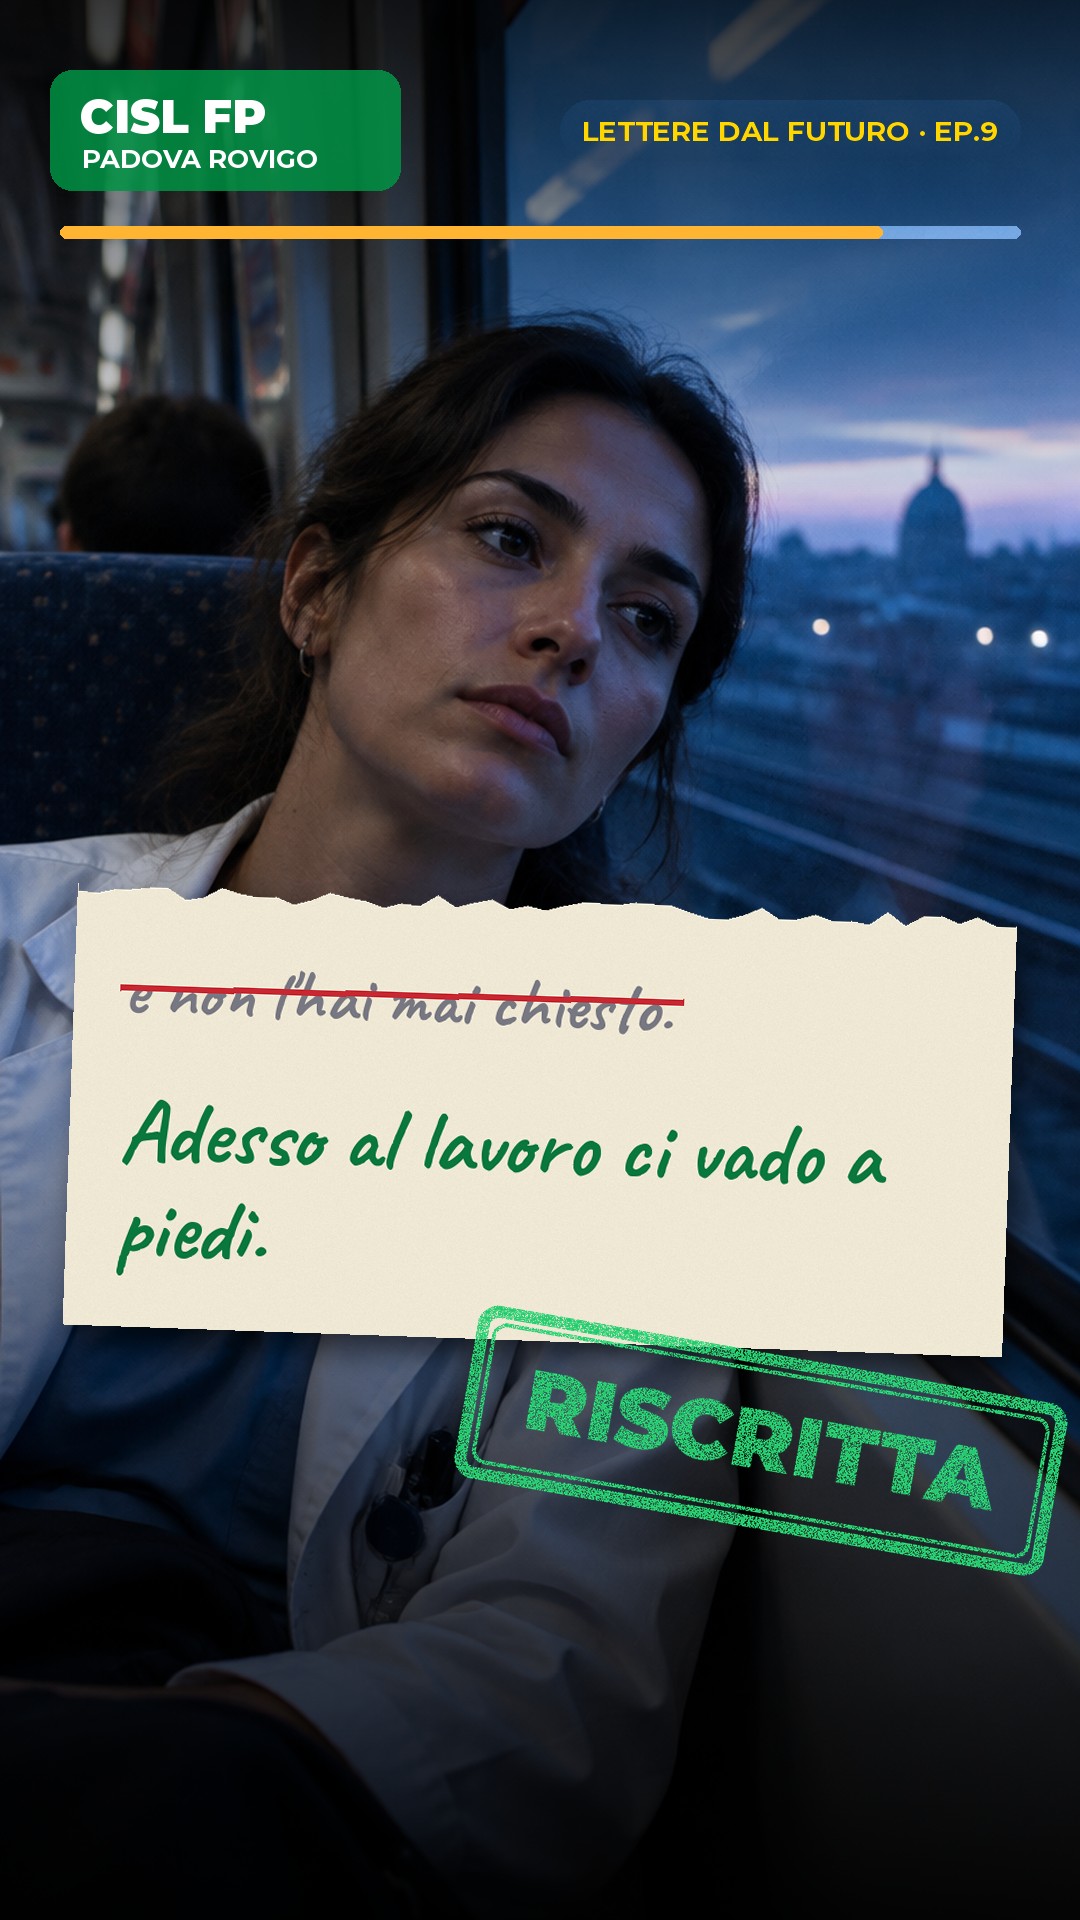 CISL FP
PADOVA ROVIGO
LETTERE DAL FUTURO · EP.9
e non l'hai mai chiesto.
Adesso al lavoro ci vado a
piedi.
RISCRITTA